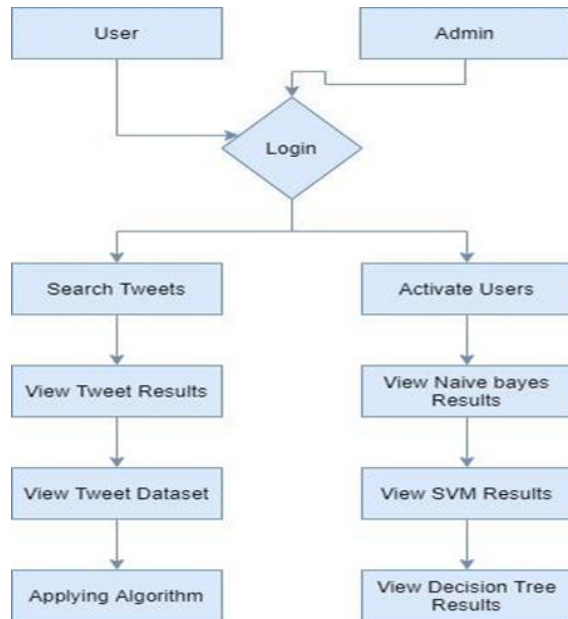 User
Admin
Login
Search Tweets
Activate Users
View Tweet Results
View Naive bayes
Results
View Tweet Dataset
View SVM Results
Applying Algorithm
View Decision Tree
Results